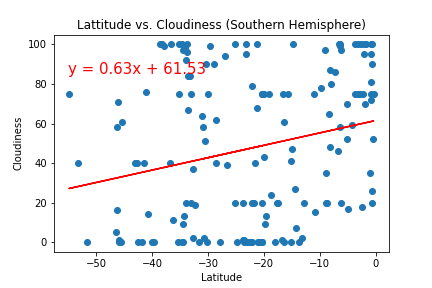 Lattitude vs. Cloudiness (Southern Hemisphere)
y = 0.63x + 61.53
Cloudiness
100
80
60
40
20
0
−50 −40 −30 −20 −10 0
Latitude